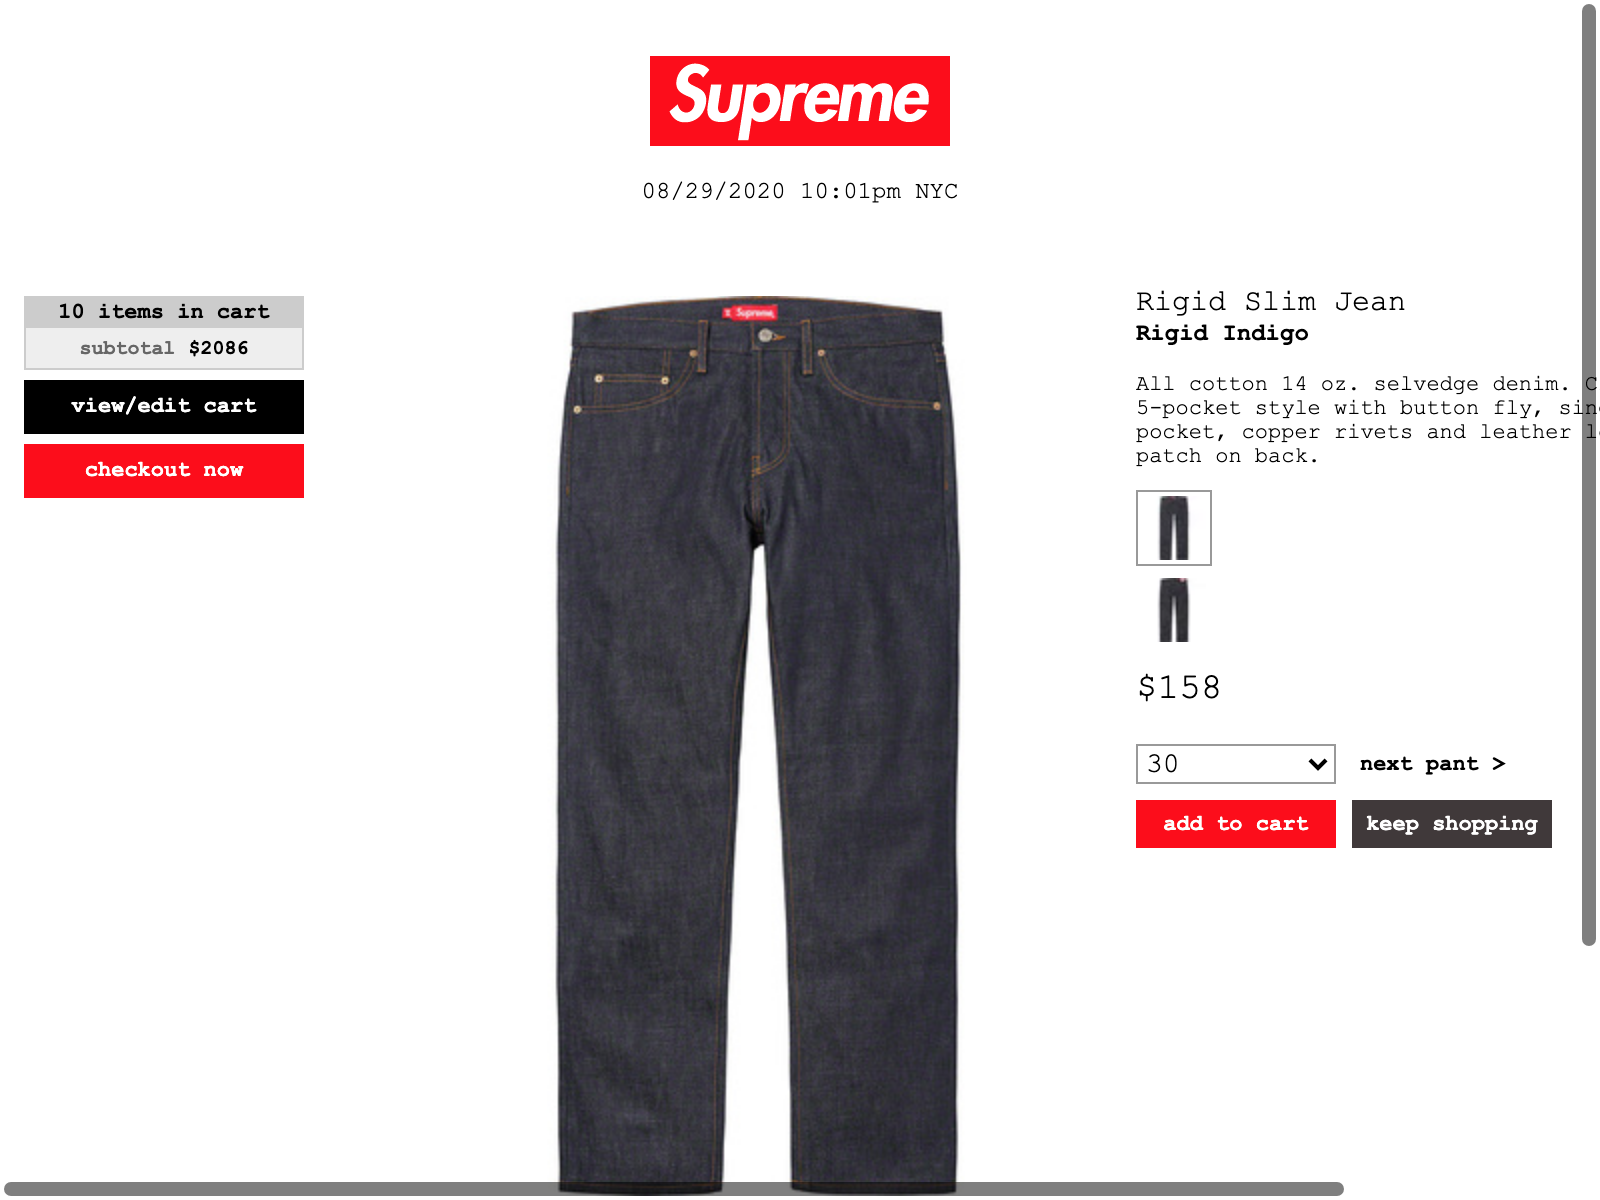 Supreme
08/29/2020 10:01pm NYC
10 items in cart
subtotal $2086
view/edit cart
checkout now
Supreme
Rigid Slim Jean
Rigid Indigo
All cotton 14 oz. selvedge denim.
5-pocket style with button fly,
pocket, copper rivets and leather
patch on back.
$158
30
next pant >
add to cart
keep shopping